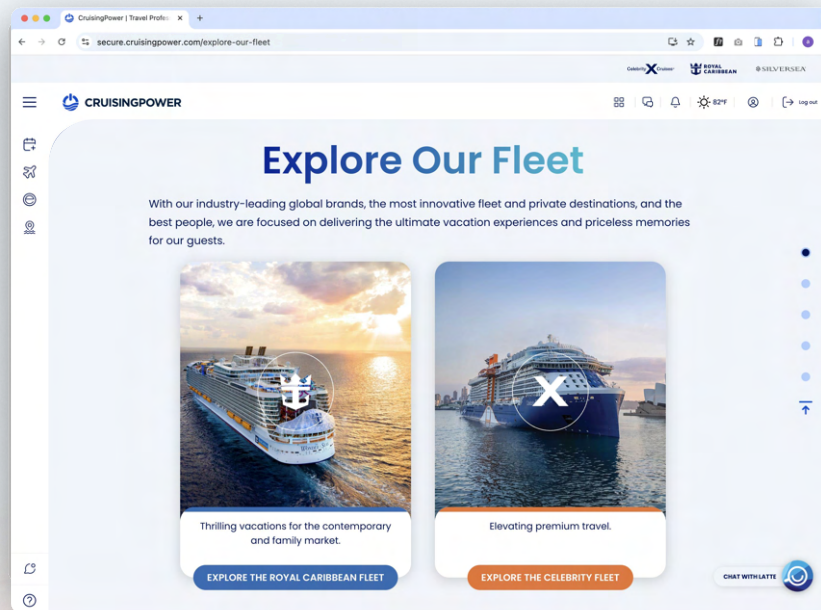 CruisingPower | Travel Profes
secure.cruisingpower.com/explore-our-fleet
Celebrity X Cruises
ROYAL CARIBBEAN
SILVERSEA
CRUISINGPOWER
82°F
Log out
Explore Our Fleet
With our industry-leading global brands, the most innovative fleet and private destinations, and the
best people, we are focused on delivering the ultimate vacation experiences and priceless memories
for our guests.
X
Thrilling vacations for the contemporary
and family market.
EXPLORE THE ROYAL CARIBBEAN FLEET
Elevating premium travel.
EXPLORE THE CELEBRITY FLEET
CHAT WITH LATTE